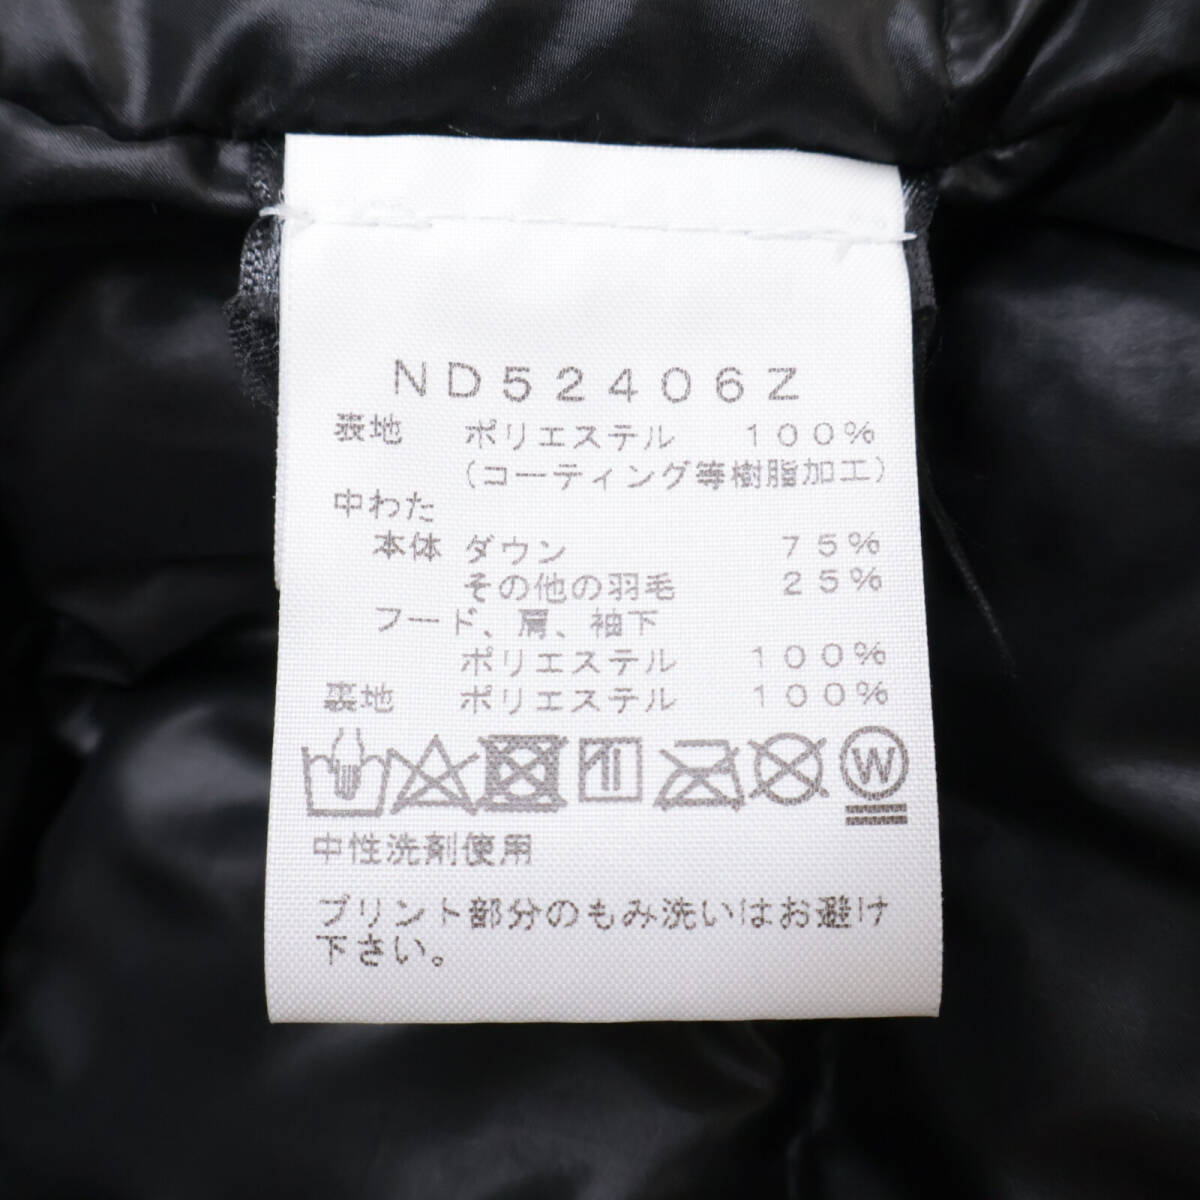 ND52406Z
表地 ポリエステル 100%
(コーティング等樹脂加工)
中わた
本体 ダウン 75%
その他の羽毛 25%
フード、肩、袖下
ポリエステル 100%
裏地 ポリエステル 100%
W
中性洗剤使用
プリント部分のもみ洗いはお避け
下さい。